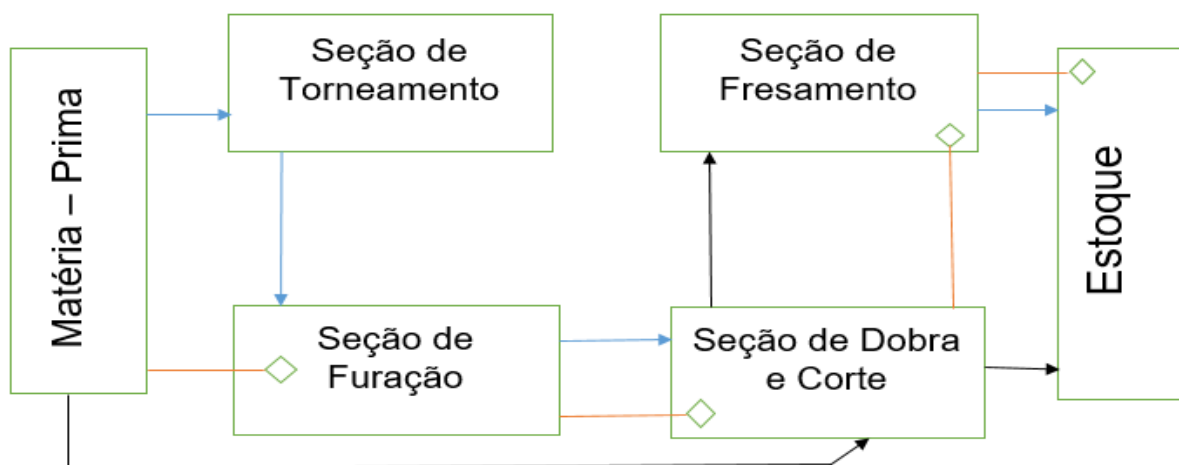 Matéria – Prima
Seção de
Torneamento
Seção de
Fresamento
Estoque
Seção de
Furação
Seção de Dobra
e Corte